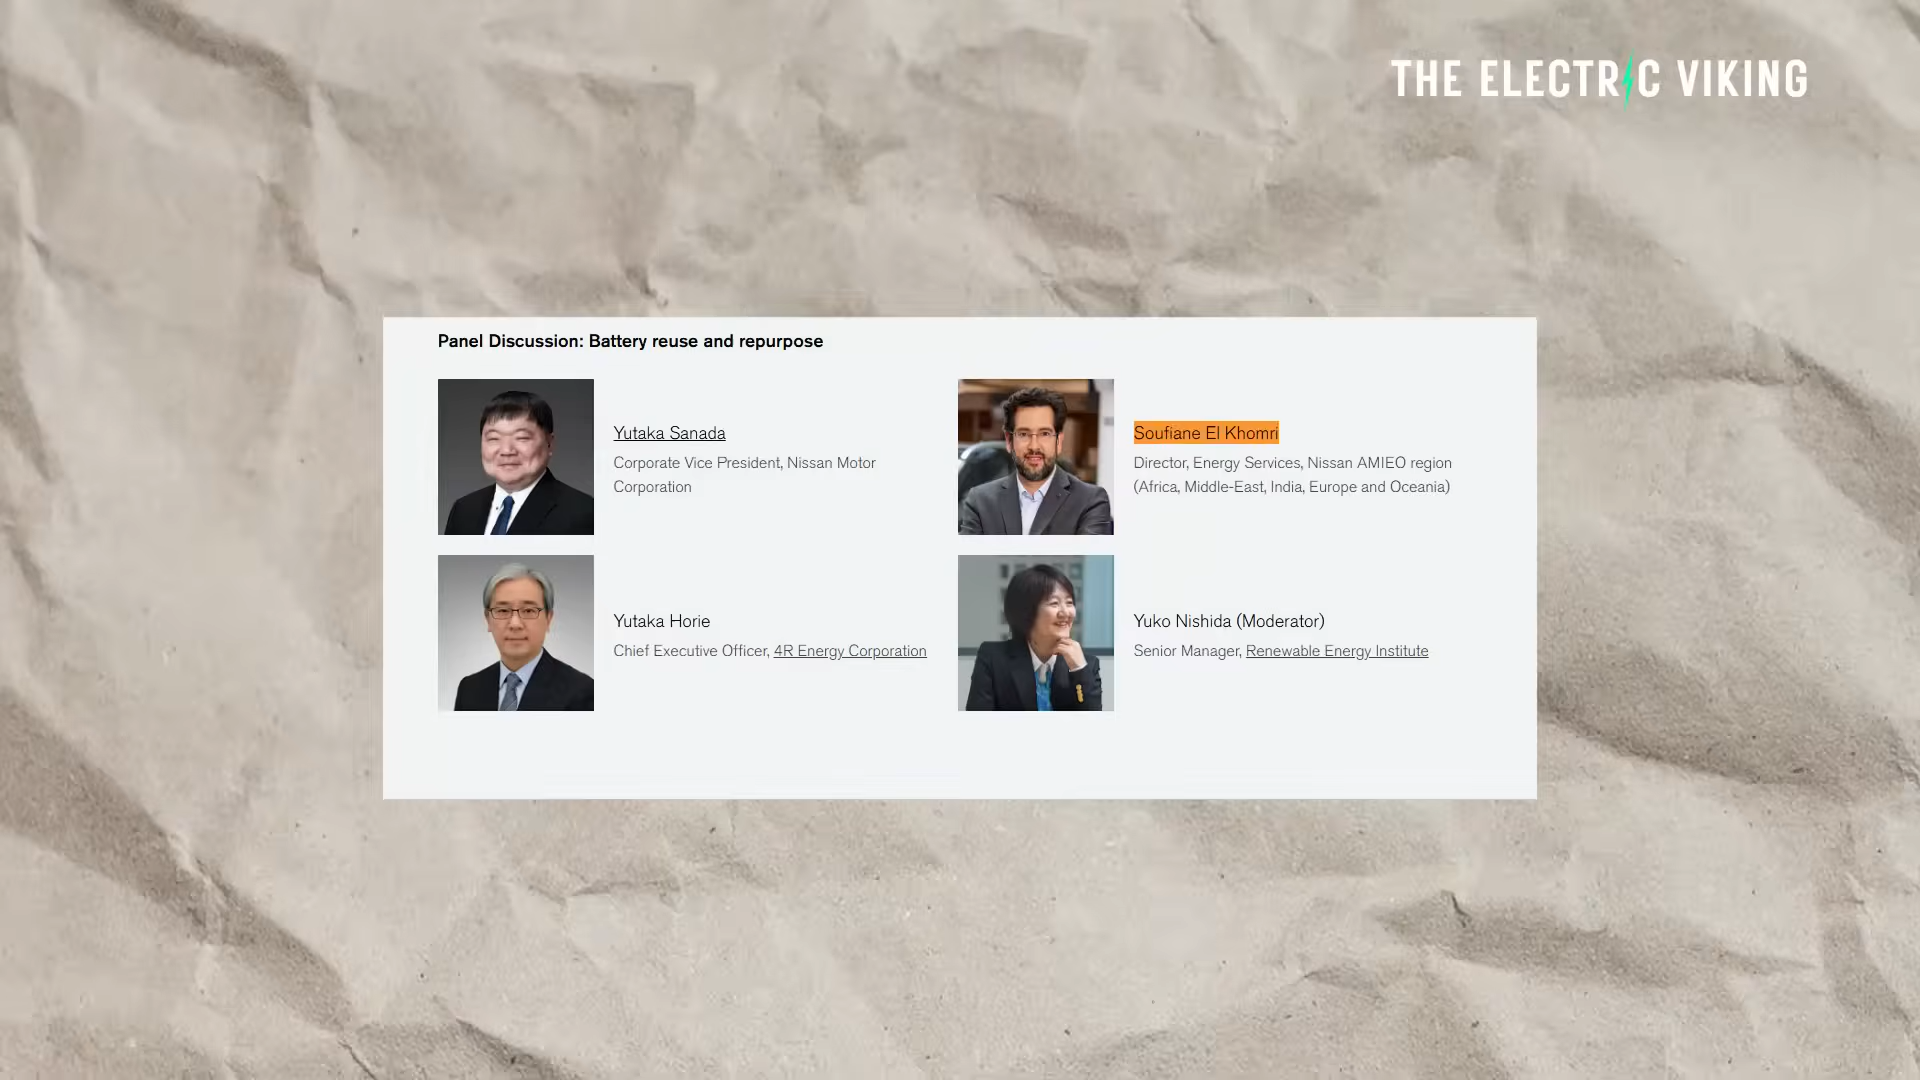 THE ELECTRIC VIKING
Panel Discussion: Battery reuse and repurpose
Yutaka Sanada
Corporate Vice President, Nissan Motor
Corporation
Soufiane El Khomri
Director, Energy Services, Nissan AMIEO region
(Africa, Middle-East, India, Europe and Oceania)
Yutaka Horie
Chief Executive Officer, 4R Energy Corporation
Yuko Nishida (Moderator)
Senior Manager, Renewable Energy Institute